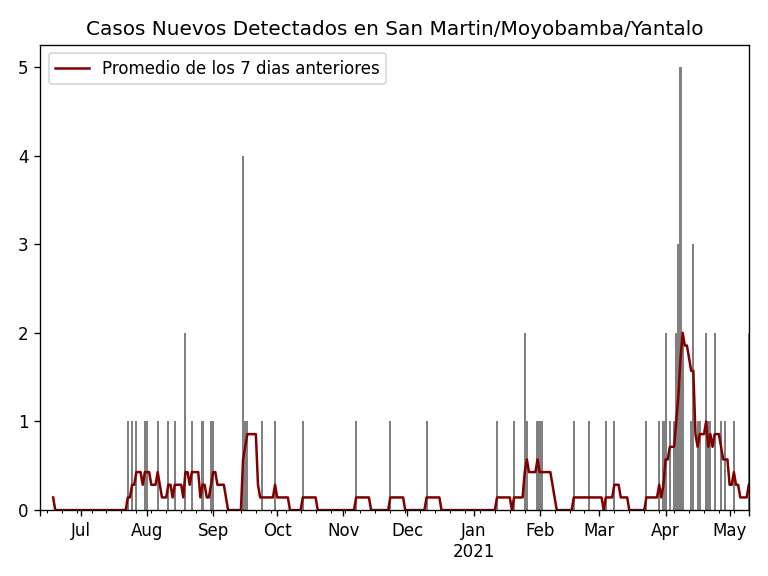 Casos Nuevos Detectados en San Martin/Moyobamba/Yantalo
Promedio de los 7 dias anteriores
5
4
3
2
1
0
Jul Aug Sep Oct Nov Dec Jan Feb Mar Apr May
2021